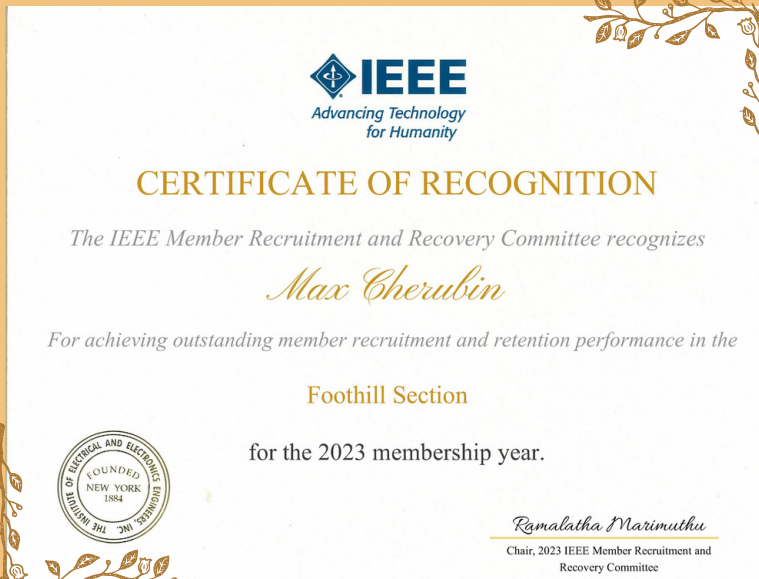 IEEE
Advancing Technology
for Humanity
CERTIFICATE OF RECOGNITION
The IEEE Member Recruitment and Recovery Committee recognizes
Max Cherubin
For achieving outstanding member recruitment and retention performance in the
Foothill Section
for the 2023 membership year.
THE INSTITUTE OF ELECTRICAL AND ELECTRONICS ENGINEERS, INC.
FOUNDED
NEW YORK
1884
Ramalatha Marimuthu
Chair, 2023 IEEE Member Recruitment and
Recovery Committee